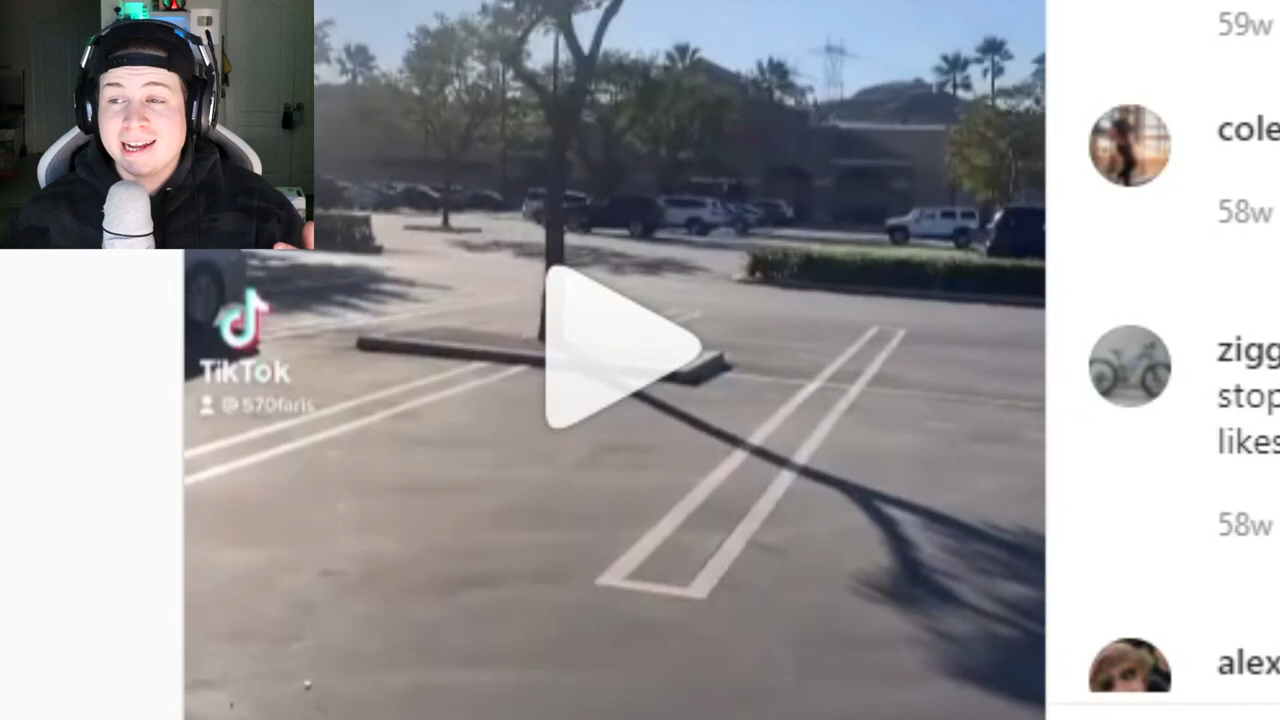 59w
cole
58w
TikTok
@570faris
zigg
stop
likes
58w
alex